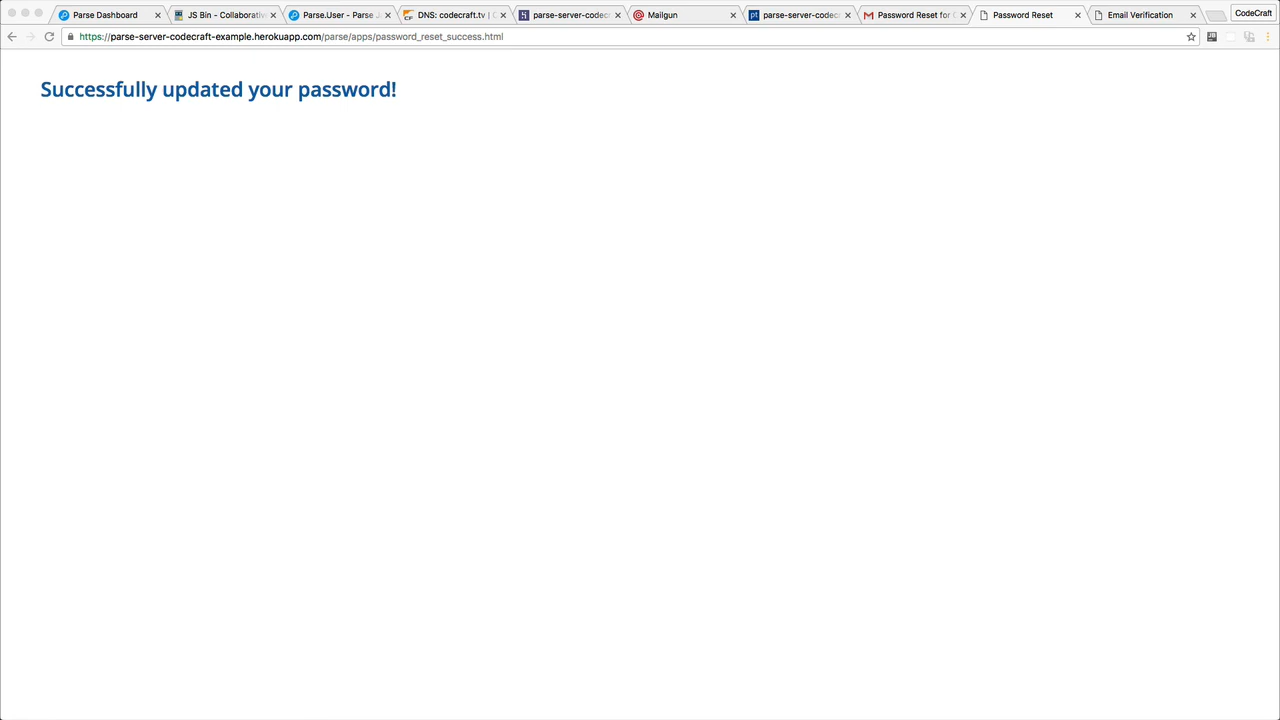 Parse Dashboard
JS Bin - Collaborativ
Parse.User - Parse
DNS: codecraft.tv |
parse-server-codecr
Mailgun
parse-server-codecr
Password Reset for
Password Reset
Email Verification
CodeCraft
https://parse-server-codecraft-example.herokuapp.com/parse/apps/password_reset_success.html
Successfully updated your password!